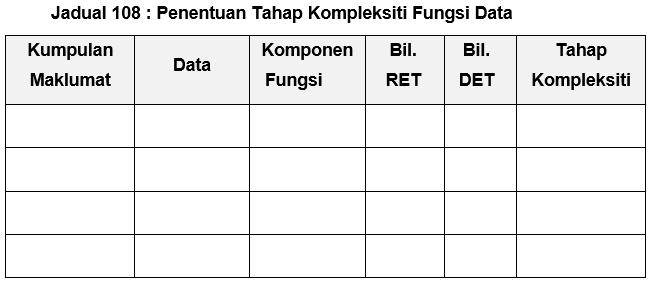 Jadual 108 : Penentuan Tahap Kompleksiti Fungsi Data
Kumpulan Maklumat
Data
Komponen Fungsi
Bil. RET
Bil. DET
Tahap Kompleksiti